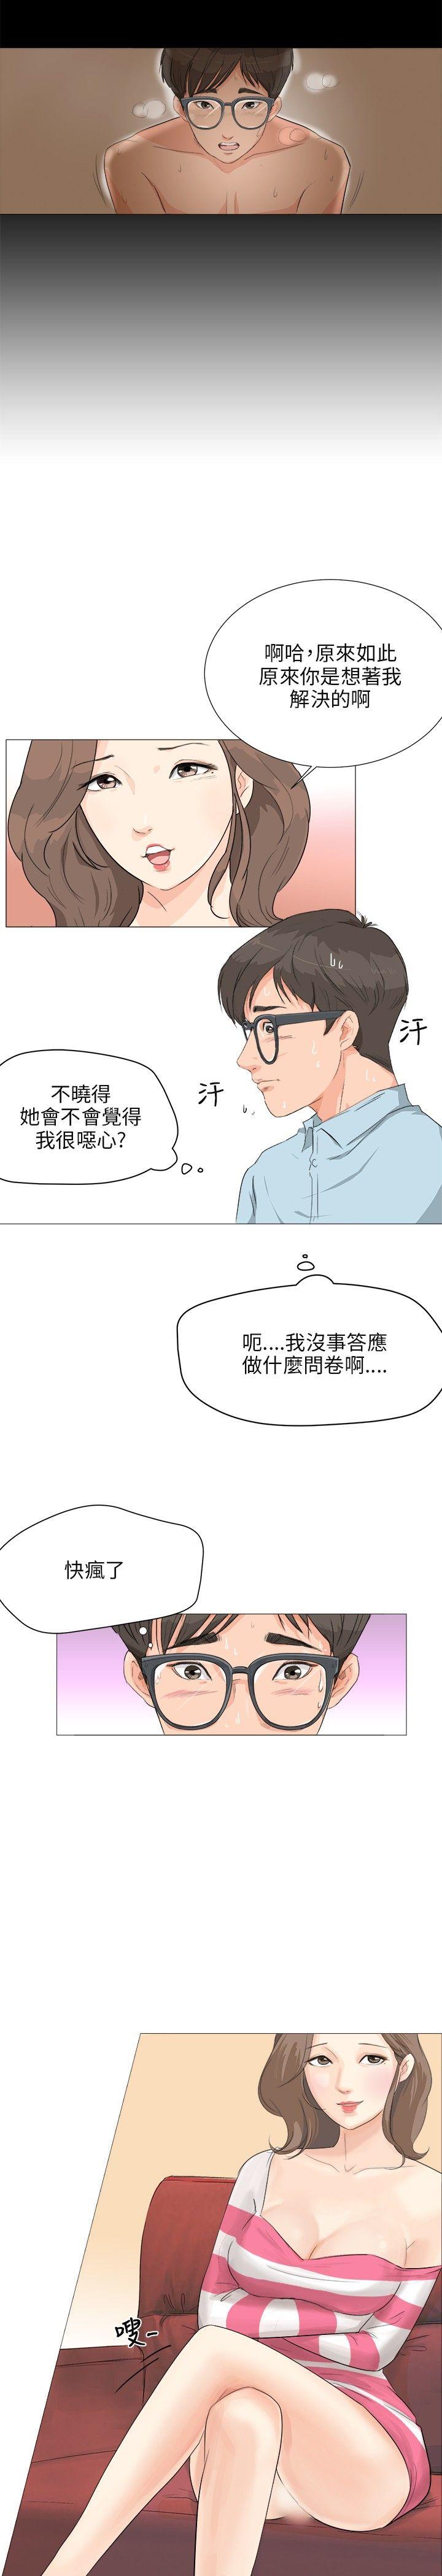 啊哈，原來如此
原來你是想著我
解決的啊
汗
汗
不曉得
她會不會覺得
我很噁心?
呃....我沒事答應
做什麼問卷啊....
快瘋了
嗖-